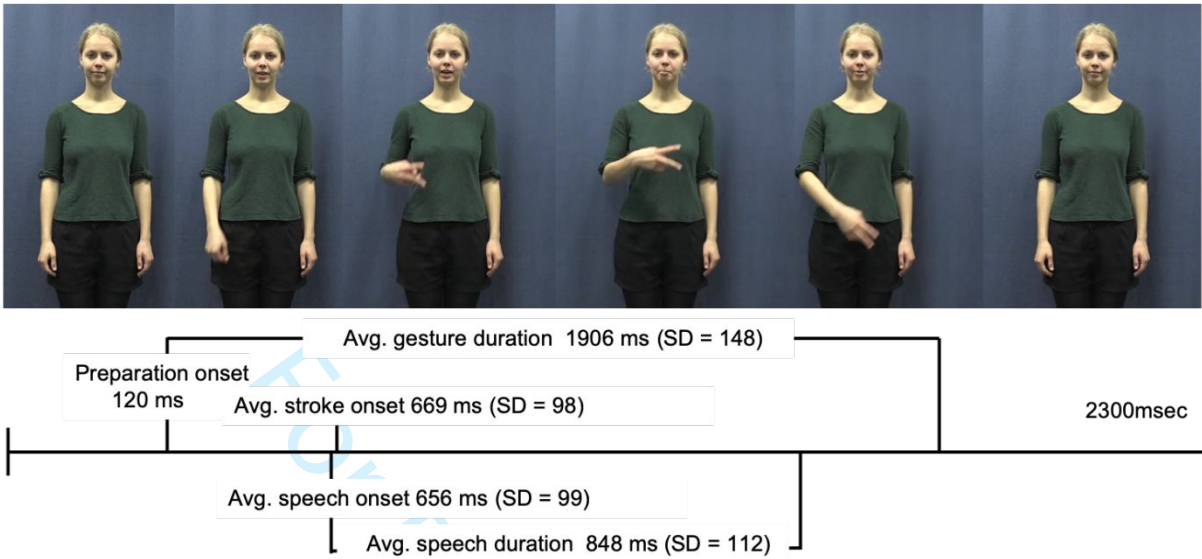 Avg. gesture duration 1906 ms (SD = 148)
Preparation onset
120 ms
Avg. stroke onset 669 ms (SD = 98)
2300msec
Avg. speech onset 656 ms (SD = 99)
Avg. speech duration 848 ms (SD = 112)